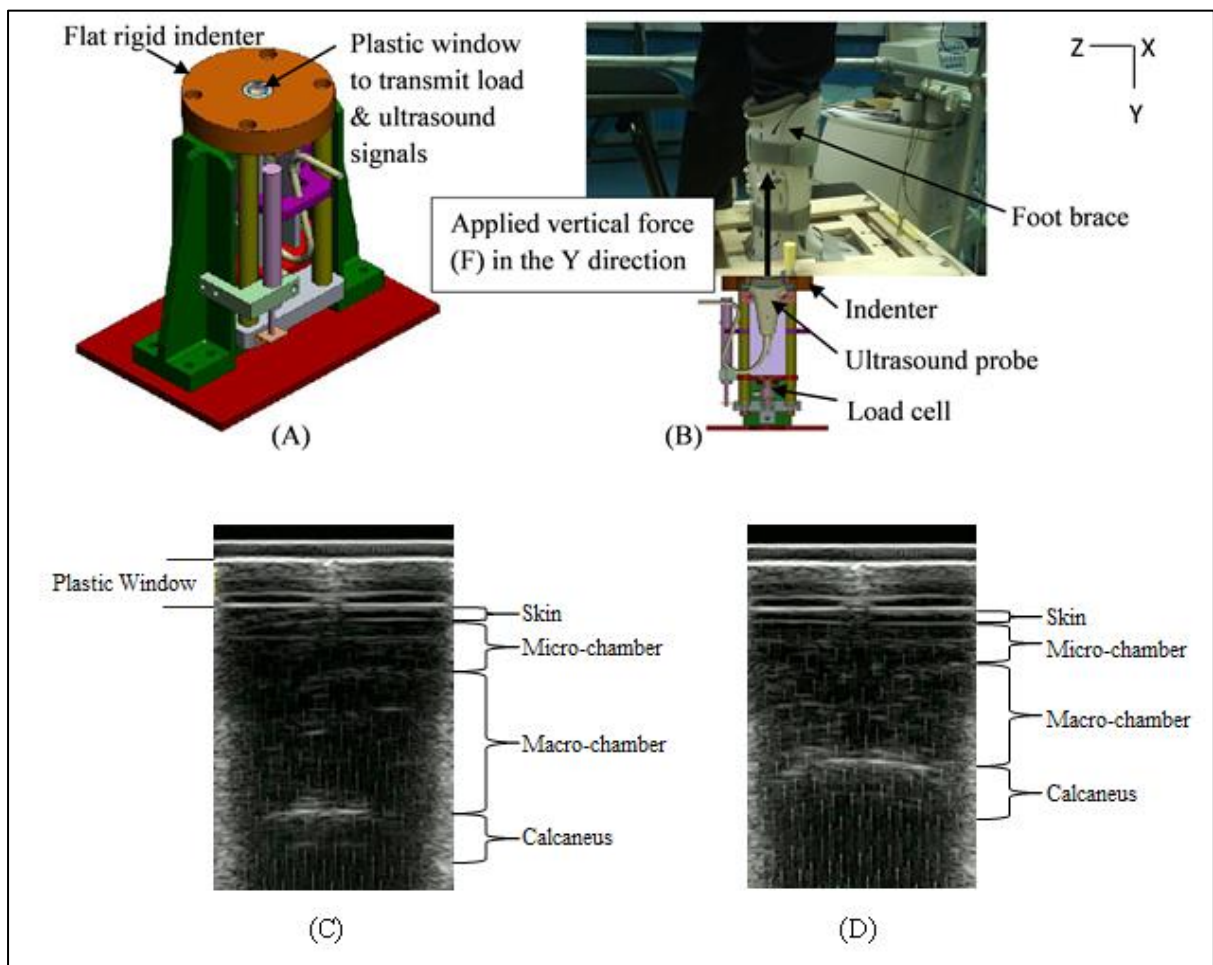 Flat rigid indenter
Plastic window
to transmit load
& ultrasound
signals
(A)
Z
X
Y
Foot brace
Applied vertical force
(F) in the Y direction
Indenter
Ultrasound probe
Load cell
(B)
Plastic Window
Skin
Micro-chamber
Macro-chamber
Calcaneus
(C)
Skin
Micro-chamber
Macro-chamber
Calcaneus
(D)